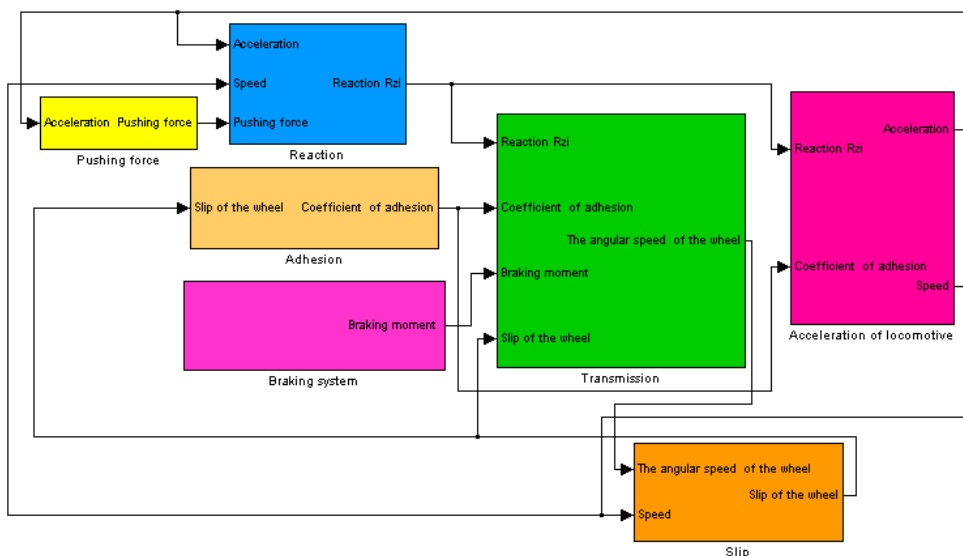 Acceleration
Speed
Reaction Rzi
Pushing force
Reaction
Acceleration Pushing force
Pushing force
Acceleration
Reaction Rzi
Coefficient of adhesion
Speed
Acceleration of locomotive
Reaction Rzi
Coefficient of adhesion
The angular speed of the wheel
Braking moment
Slip of the wheel
Transmission
Slip of the wheel Coefficient of adhesion
Adhesion
Braking moment
Braking system
The angular speed of the wheel
Slip of the wheel
Speed
Slip